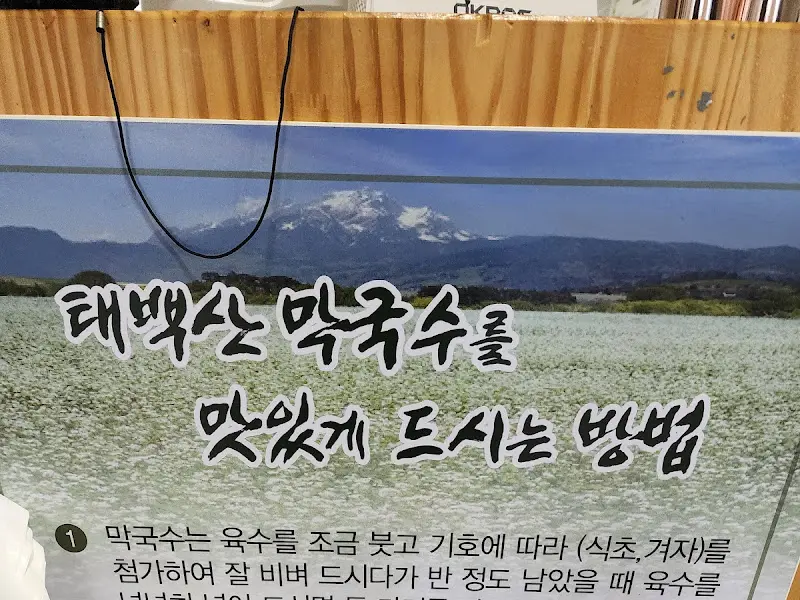 태백산 막국수를
맛있게 드시는 방법
1 막국수는 육수를 조금 붓고 기호에 따라 (식초,겨자)를
첨가하여 잘 비벼 드시다가 반 정도 남았을 때 육수를